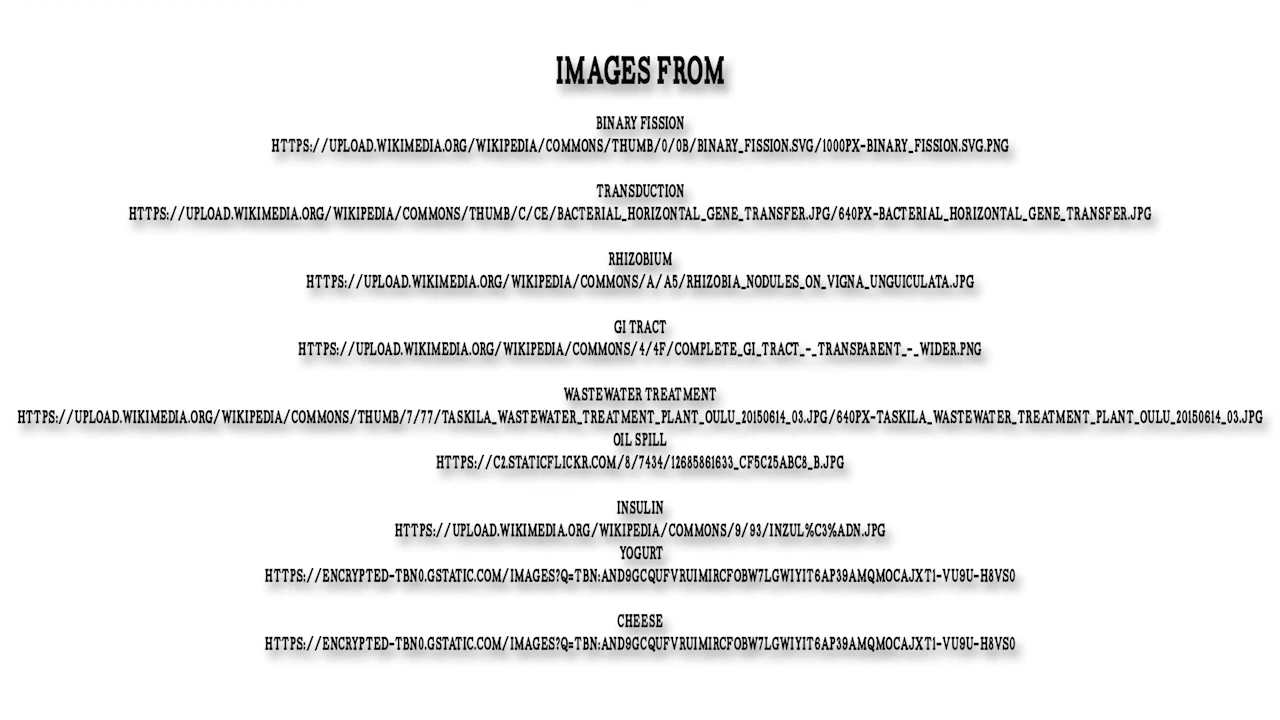 IMAGES FROM
BINARY FISSION
HTTPS://UPLOAD.WIKIMEDIA.ORG/WIKIPEDIA/COMMONS/THUMB/0/0B/BINARY_FISSION.SVG/1000PX-BINARY_FISSION.SVG.PNG
TRANSDUCTION
HTTPS://UPLOAD.WIKIMEDIA.ORG/WIKIPEDIA/COMMONS/THUMB/C/CE/BACTERIAL_HORIZONTAL_GENE_TRANSFER.JPG/640PX-BACTERIAL_HORIZONTAL_GENE_TRANSFER.JPG
RHIZOBIUM
HTTPS://UPLOAD.WIKIMEDIA.ORG/WIKIPEDIA/COMMONS/A/A5/RHIZOBIA_NODULES_ON_VIGNA_UNGUICULATA.JPG
GI TRACT
HTTPS://UPLOAD.WIKIMEDIA.ORG/WIKIPEDIA/COMMONS/4/4F/COMPLETE_GI_TRACT_-_TRANSPARENT_-_WIDER.PNG
WASTEWATER TREATMENT
HTTPS://UPLOAD.WIKIMEDIA.ORG/WIKIPEDIA/COMMONS/THUMB/7/77/TASKILA_WASTEWATER_TREATMENT_PLANT_OULU_20150614_03.JPG/640PX-TASKILA_WASTEWATER_TREATMENT_PLANT_OULU_20150614_03.JPG
OIL SPILL
HTTPS://C2.STATICFLICKR.COM/8/7434/12685861633_CF5C25ABC8_B.JPG
INSULIN
HTTPS://UPLOAD.WIKIMEDIA.ORG/WIKIPEDIA/COMMONS/9/93/INZUL%C3%ADN.JPG
YOGURT
HTTPS://ENCRYPTED-TBN0.GSTATIC.COM/IMAGES?Q=TBN:AND9GCQUFVRUIMIRCFOBW7LGWIYIT6AP39AMQMOCAJXT1-VU9U-H8VS0
CHEESE
HTTPS://ENCRYPTED-TBN0.GSTATIC.COM/IMAGES?Q=TBN:AND9GCQUFVRUIMIRCFOBW7LGWIYIT6AP39AMQMOCAJXT1-VU9U-H8VS0